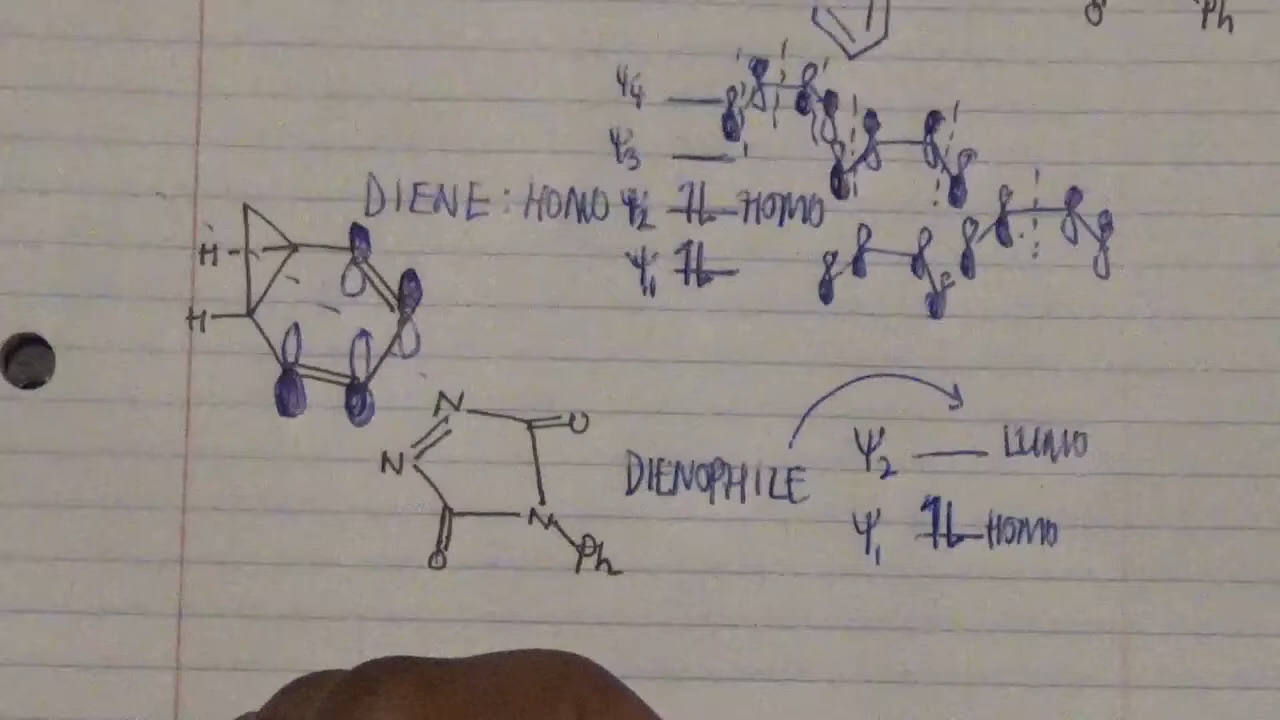 O Ph
Ψ4
Ψ3
DIENE : HOMO Ψ2 HOMO
Ψ1
H
H
N O
N
DIENOPHILE Ψ2 LUMO
N Ψ1 HOMO
O Ph